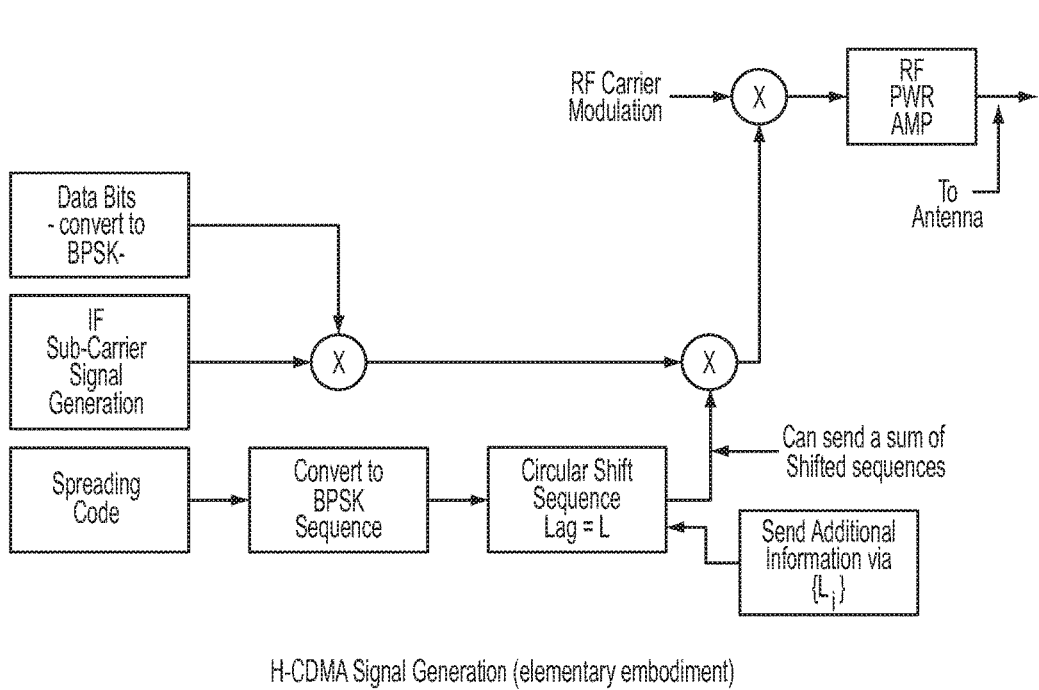 RF Carrier
Modulation
X
RF
PWR
AMP
To
Antenna
Data Bits
- convert to
BPSK-
IF
Sub-Carrier
Signal
Generation
X
X
Spreading
Code
Convert to
BPSK
Sequence
Circular Shift
Sequence
Lag = L
Can send a sum of
Shifted sequences
Send Additional
Information via
{L i }
H-CDMA Signal Generation (elementary embodiment)